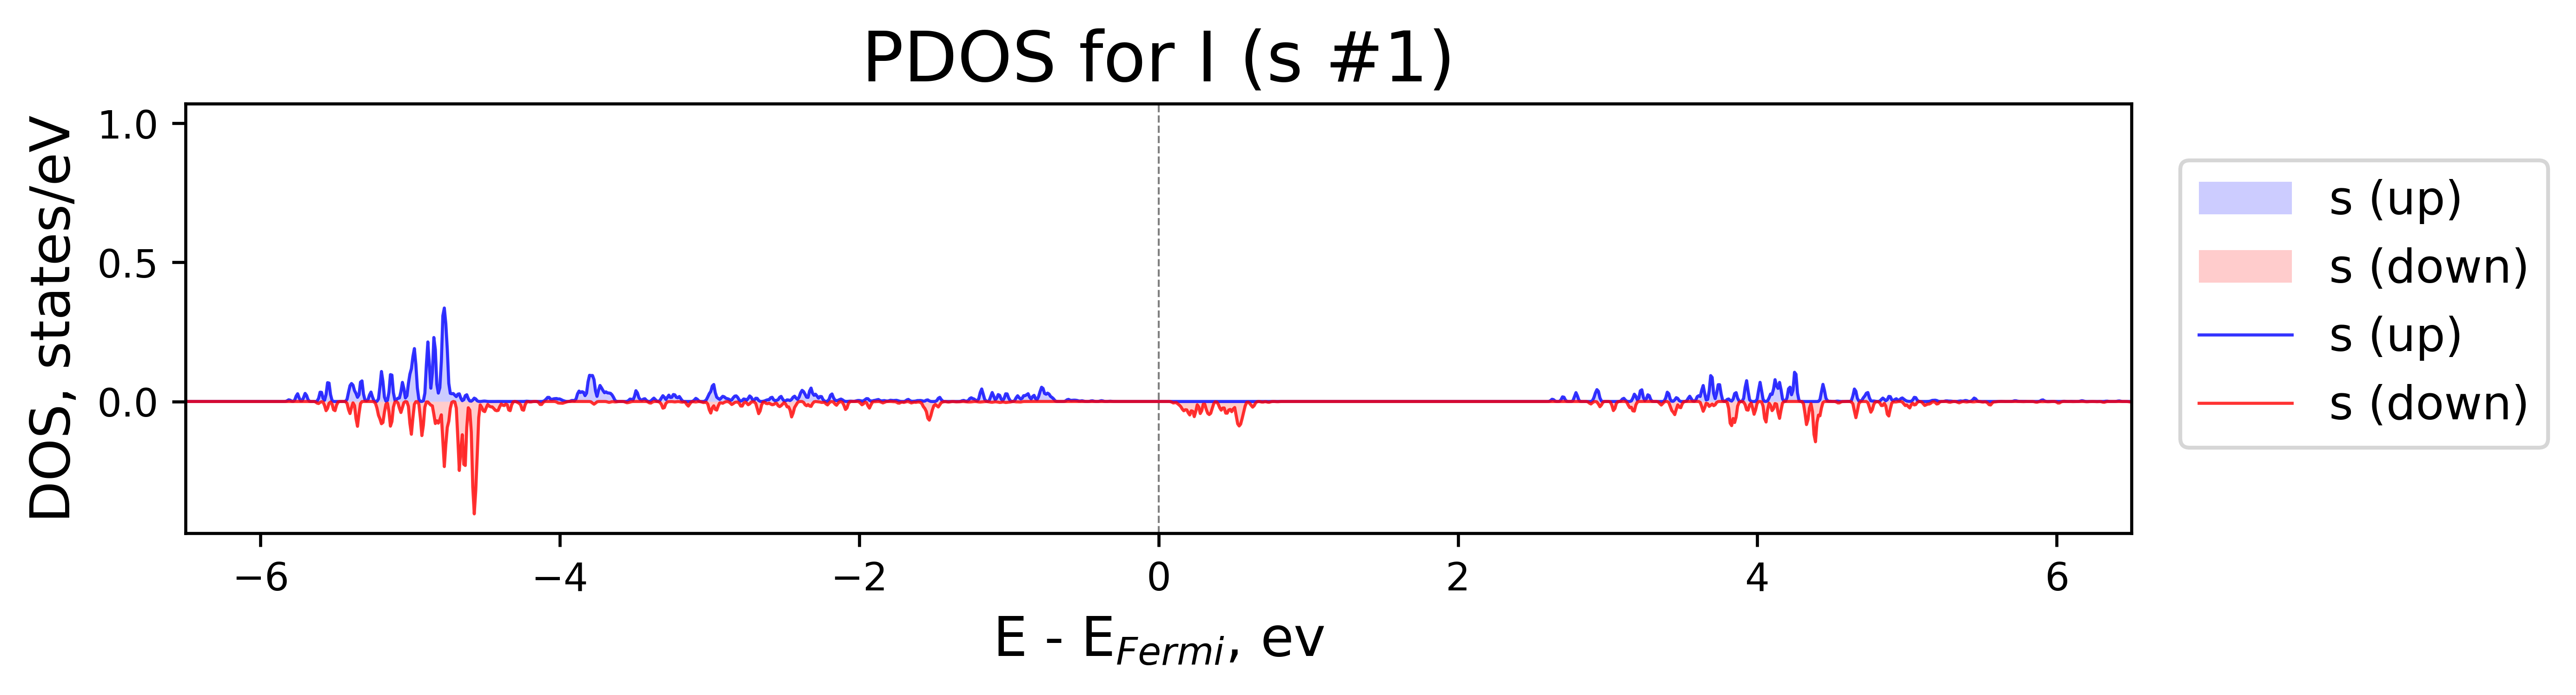 PDOS for I (s #1)
DOS, states/eV
1.0
0.5
0.0
−6
−4
−2
0
2
4
6
E - E_Fermi, ev
s (up)
s (down)
s (up)
s (down)